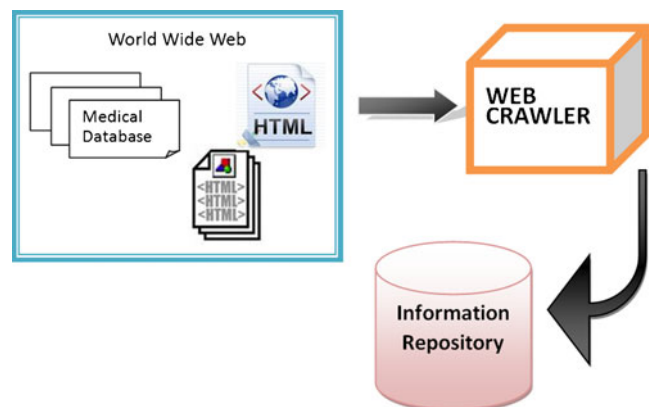 World Wide Web
Medical
Database
< >
HTML
<HTML>
<HTML>
<HTML>
WEB
CRAWLER
Information
Repository